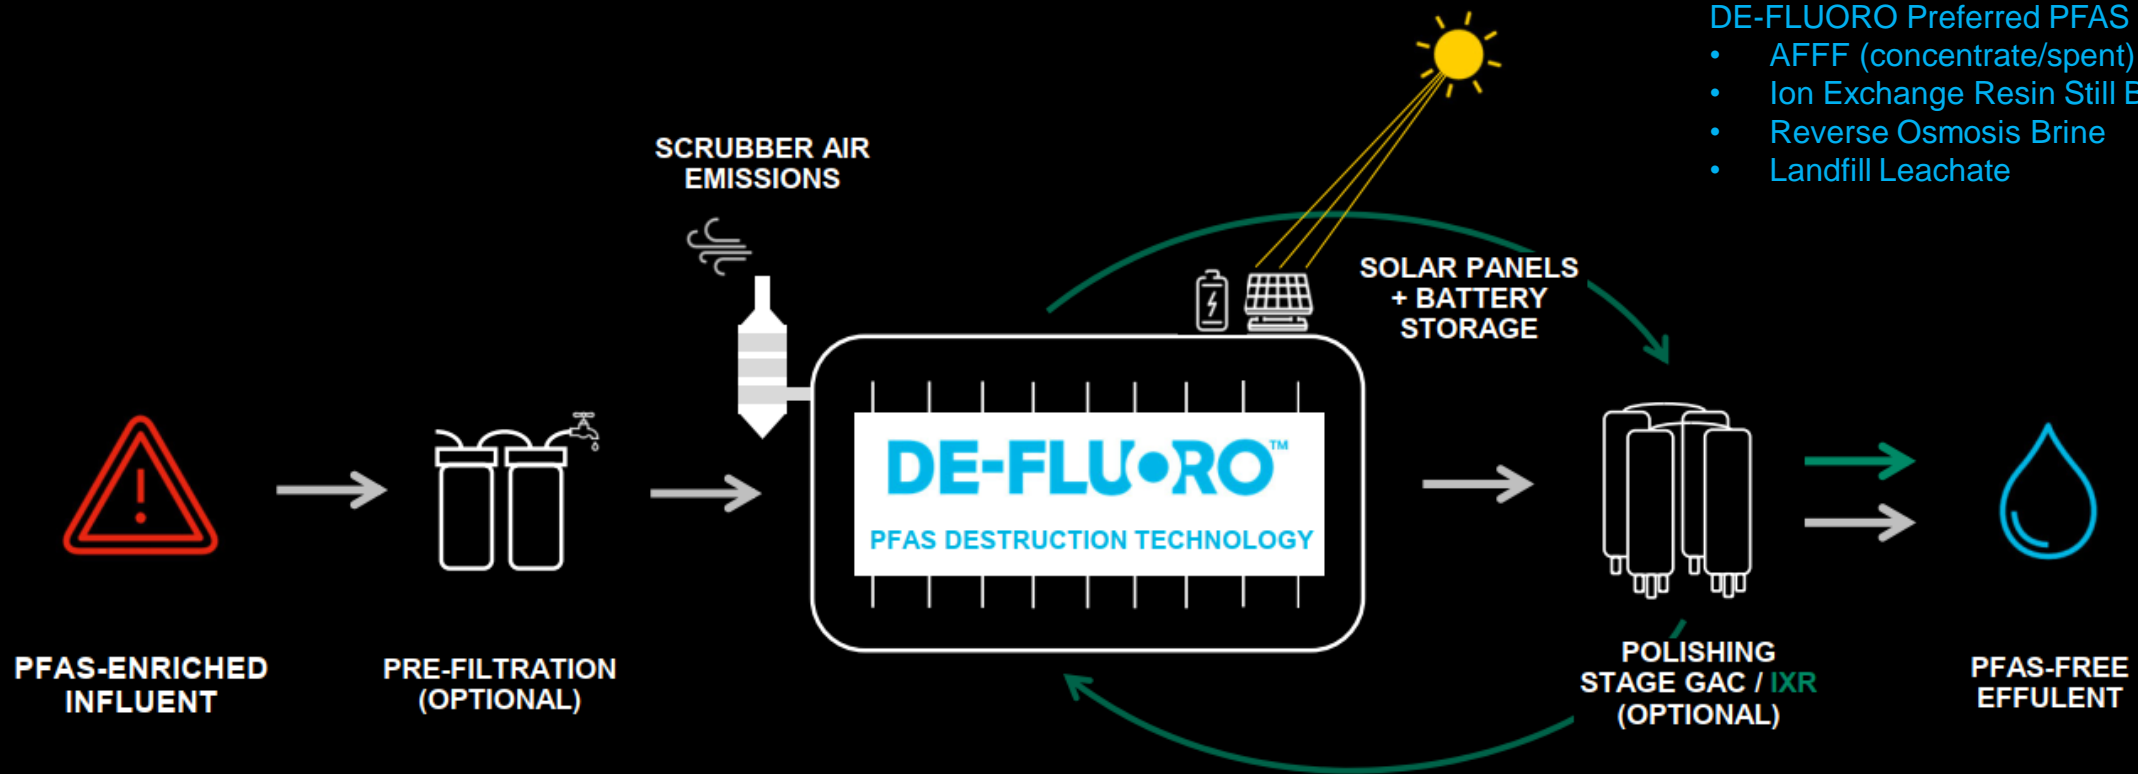 DE-FLUORO Preferred PFAS
• AFFF (concentrate/spent)
• Ion Exchange Resin Still
• Reverse Osmosis Brine
• Landfill Leachate
SCRUBBER AIR
EMISSIONS
SOLAR PANELS
+ BATTERY
STORAGE
DE-FLUORO™
PFAS DESTRUCTION TECHNOLOGY
PFAS-ENRICHED
INFLUENT
PRE-FILTRATION
(OPTIONAL)
POLISHING
STAGE GAC / IXR
(OPTIONAL)
PFAS-FREE
EFFULENT